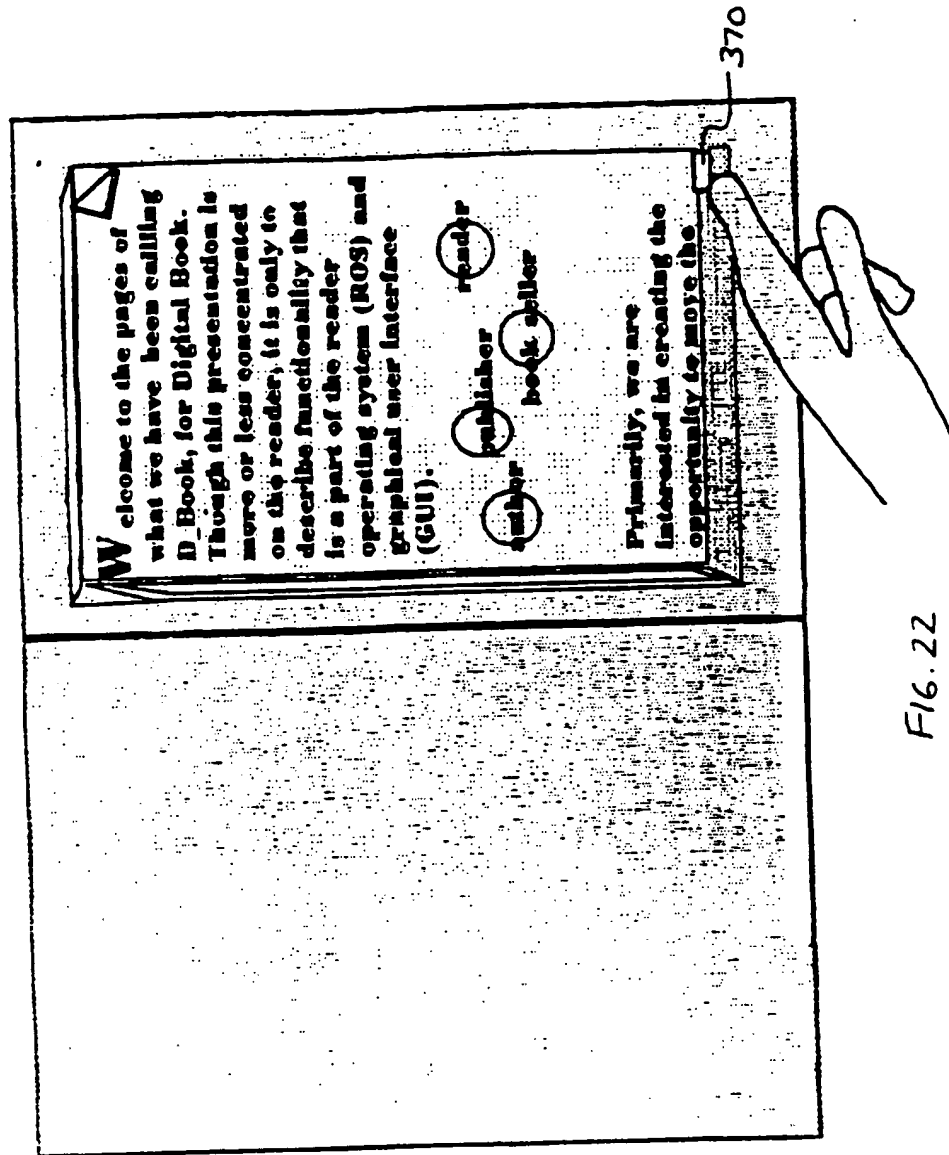 Welcome to the pages of
what we have been calling
D_Book, for Digital Book.
Though this presentation is
more or less concentrated
on the reader, it is only to
describe functionality that
is a part of the reader
operating system (ROS) and
graphical user interface
(GUI).
author
publisher
book seller
reader
Primarily, we are
interested in creating the
opportunity to move the
370
FIG. 22